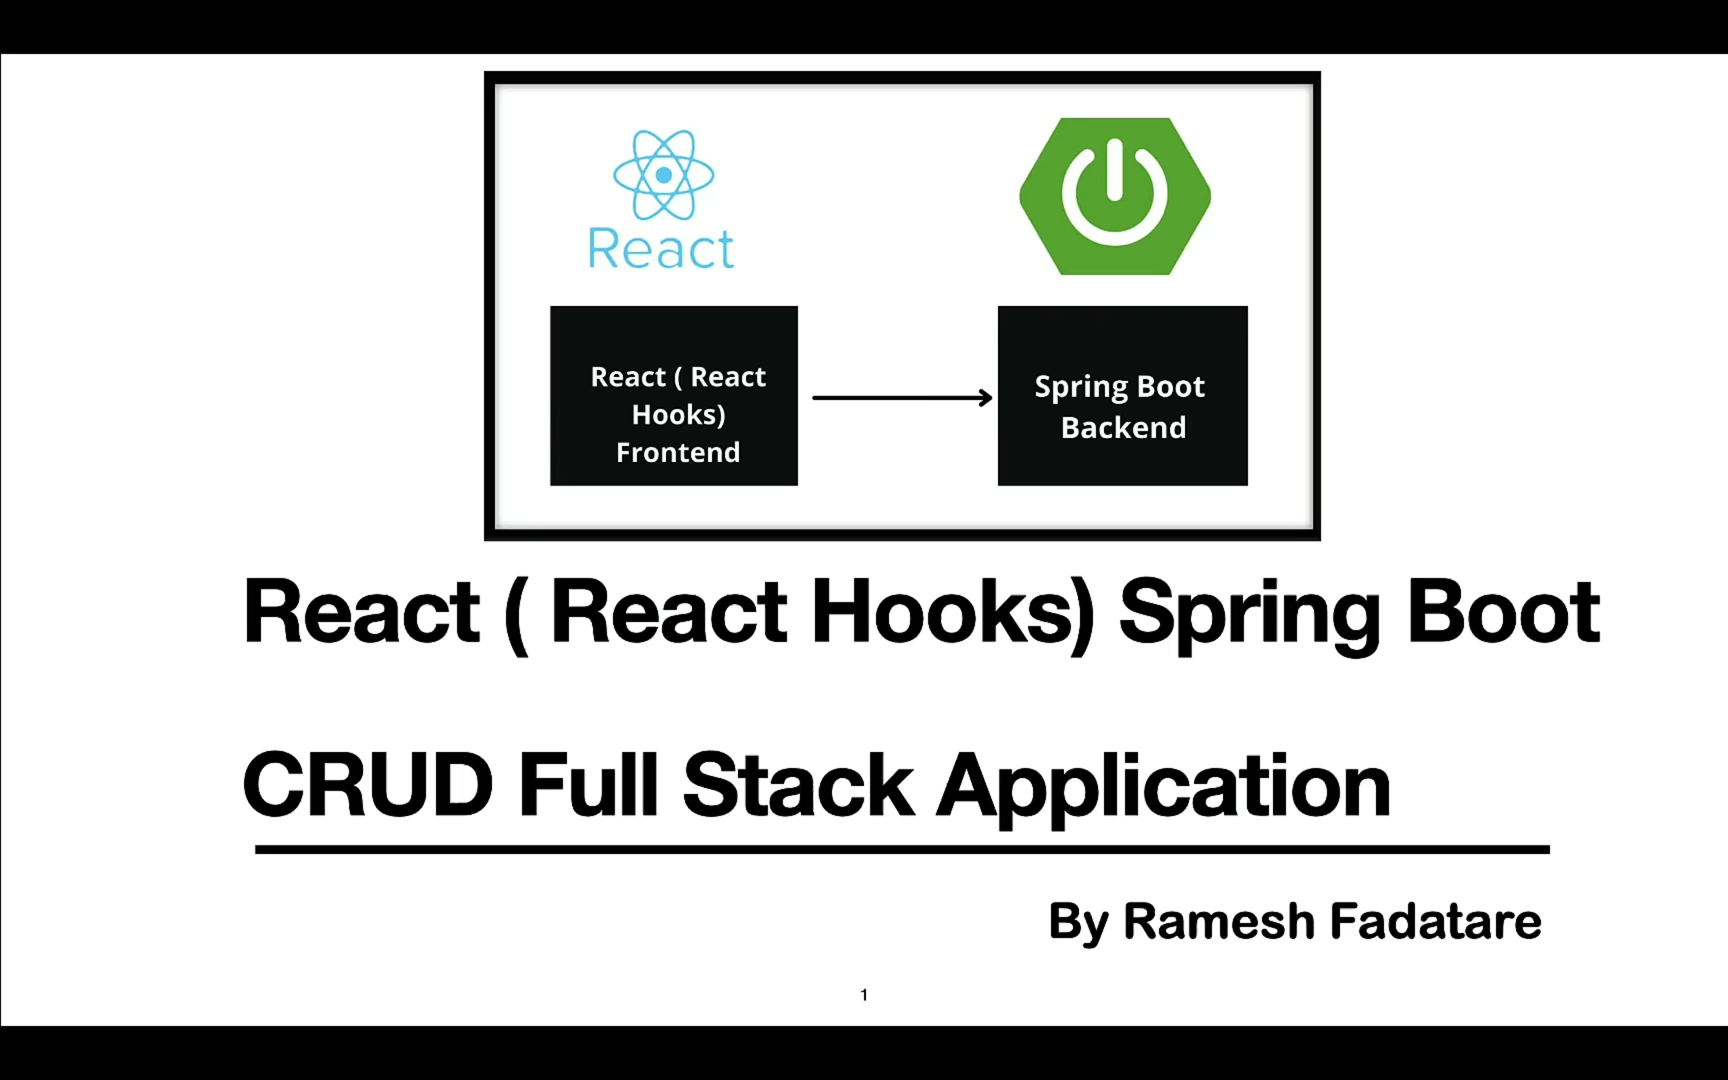 React
React ( React
Hooks)
Frontend
Spring Boot
Backend
React ( React Hooks) Spring Boot
CRUD Full Stack Application
By Ramesh Fadatare
1